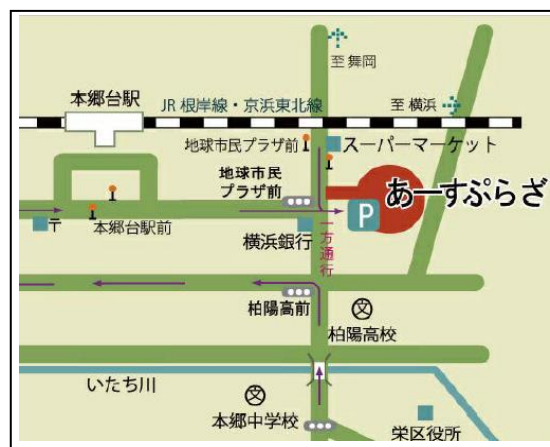 至舞岡
本郷台駅
JR根岸線・京浜東北線
至横浜
地球市民プラザ前
スーパーマーケット
地球市民
プラザ前
あーすぷらざ
P
〒
本郷台駅前
横浜銀行
一方通行
柏陽高前
文
柏陽高校
いたち川
文
本郷中学校
栄区役所